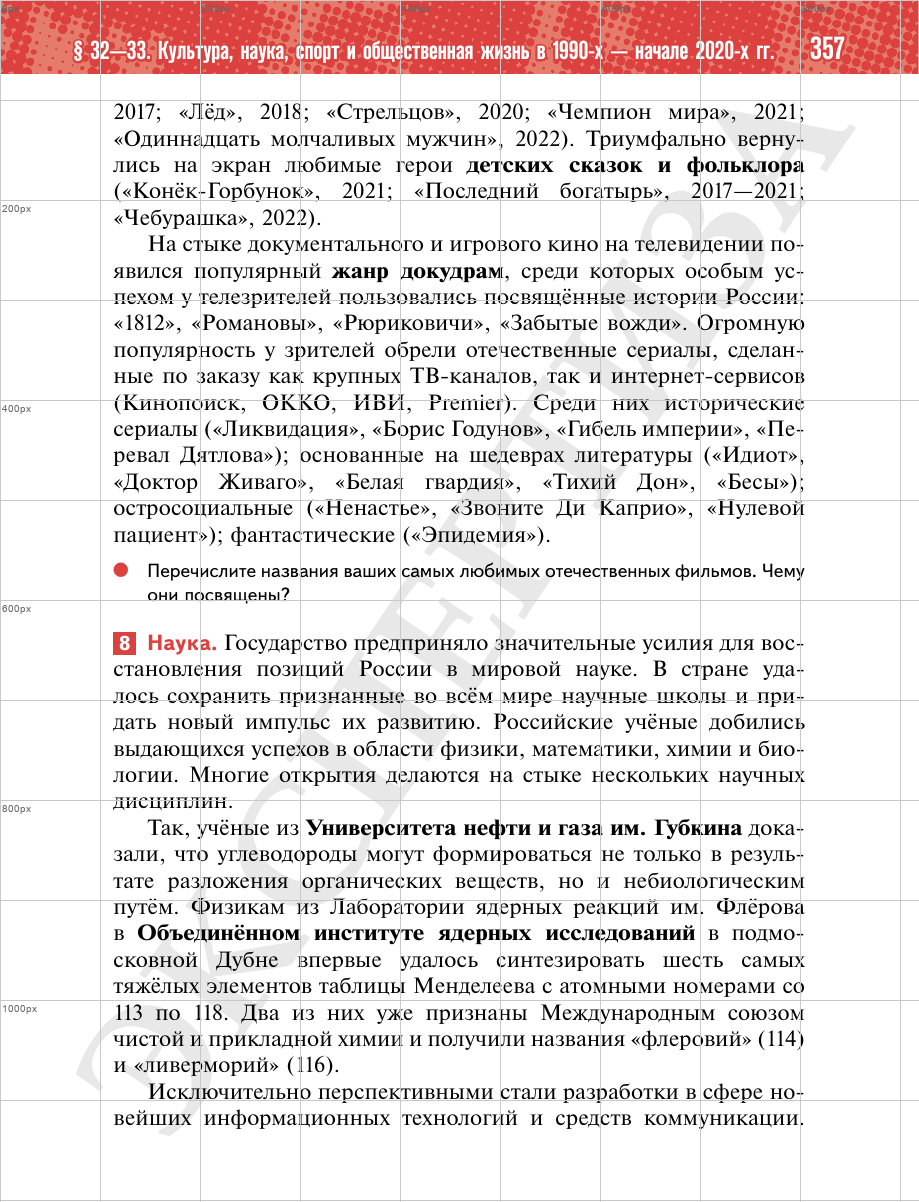 § 32—33. Культура, наука, спорт и общественная жизнь в 1990-х — начале 2020-х гг. 357
2017; «Лёд», 2018; «Стрельцов», 2020; «Чемпион мира», 2021;
«Одиннадцать молчаливых мужчин», 2022). Триумфально верну-
лись на экран любимые герои детских сказок и фольклора
(«Конёк-Горбунок», 2021; «Последний богатырь», 2017—2021;
200px
«Чебурашка», 2022).
На стыке документального и игрового кино на телевидении по-
явился популярный жанр докудрам, среди которых особым ус-
пехом у телезрителей пользовались посвящённые истории России:
«1812», «Романовы», «Рюриковичи», «Забытые вожди». Огромную
популярность у зрителей обрели отечественные сериалы, сделан-
ные по заказу как крупных ТВ-каналов, так и интернет-сервисов
(Кинопоиск, ОККО, ИВИ, Premier). Среди них исторические
400px
сериалы («Ликвидация», «Борис Годунов», «Гибель империи», «Пе-
ревал Дятлова»); основанные на шедеврах литературы («Идиот»,
«Доктор Живаго», «Белая гвардия», «Тихий Дон», «Бесы»);
остросоциальные («Ненастье», «Звоните Ди Каприо», «Нулевой
пациент»); фантастические («Эпидемия»).
Перечислите названия ваших самых любимых отечественных фильмов. Чему
они посвящены?
600px
8 Наука. Государство предприняло значительные усилия для вос-
становления позиций России в мировой науке. В стране уда-
лось сохранить признанные во всём мире научные школы и при-
дать новый импульс их развитию. Российские учёные добились
выдающихся успехов в области физики, математики, химии и био-
логии. Многие открытия делаются на стыке нескольких научных
дисциплин.
800px
Так, учёные из Университета нефти и газа им. Губкина дока-
зали, что углеводороды могут формироваться не только в резуль-
тате разложения органических веществ, но и небиологическим
путём. Физикам из Лаборатории ядерных реакций им. Флёрова
в Объединённом институте ядерных исследований в подмо-
сковной Дубне впервые удалось синтезировать шесть самых
тяжёлых элементов таблицы Менделеева с атомными номерами со
1000px
113 по 118. Два из них уже признаны Международным союзом
чистой и прикладной химии и получили названия «флеровий» (114)
и «ливерморий» (116).
Исключительно перспективными стали разработки в сфере но-
вейших информационных технологий и средств коммуникации.
ЭКСПЕРТИЗА